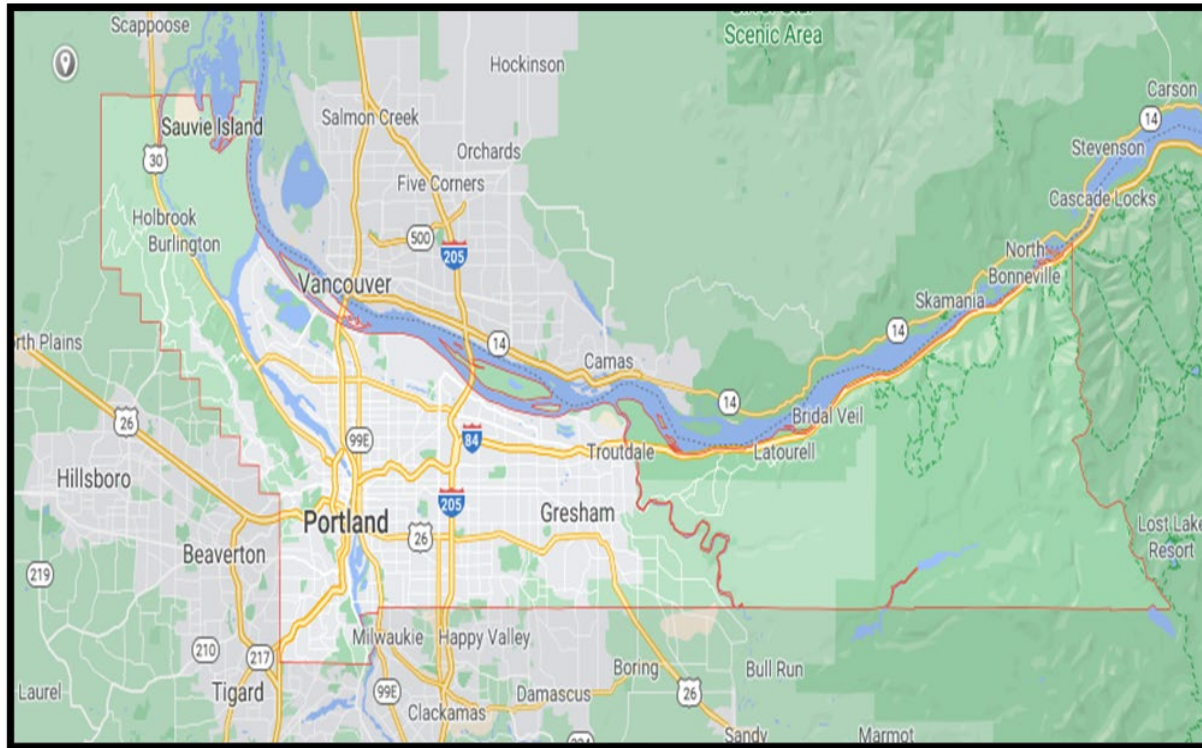 Scappoose
Scenic Area
Hockinson
Carson
Salmon Creek
14
Sauvie Island
Stevenson
30
Orchards
Five Corners
Cascade Locks
Holbrook
Burlington
500
205
North
Bonneville
Vancouver
Skamania
14
orth Plains
14
Camas
14
Bridal Veil
26
99E
84
Troutdale
Latourell
Hillsboro
205
Gresham
Portland
26
Lost Lake
Resort
Beaverton
219
Milwaukie
Happy Valley
210
217
Boring
Bull Run
Laurel
Tigard
99E
Damascus
26
Clackamas
Sandy
Marmot